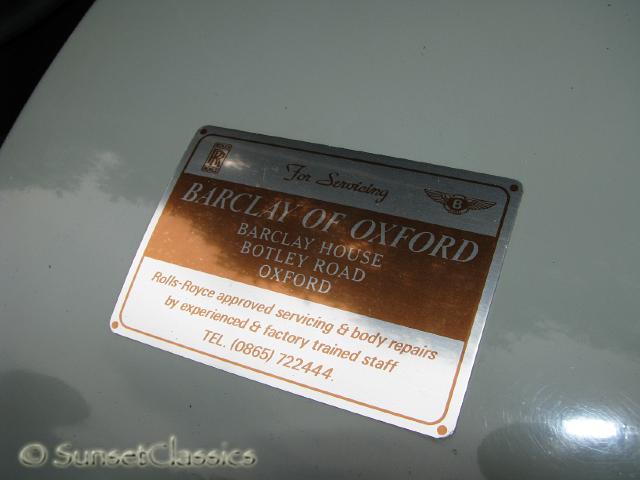 RR
For Servicing
B
BARCLAY OF OXFORD
BARCLAY HOUSE
BOTLEY ROAD
OXFORD
Rolls-Royce approved servicing & body repairs
by experienced & factory trained staff
TEL. (0865) 722444.
© SunsetClassics